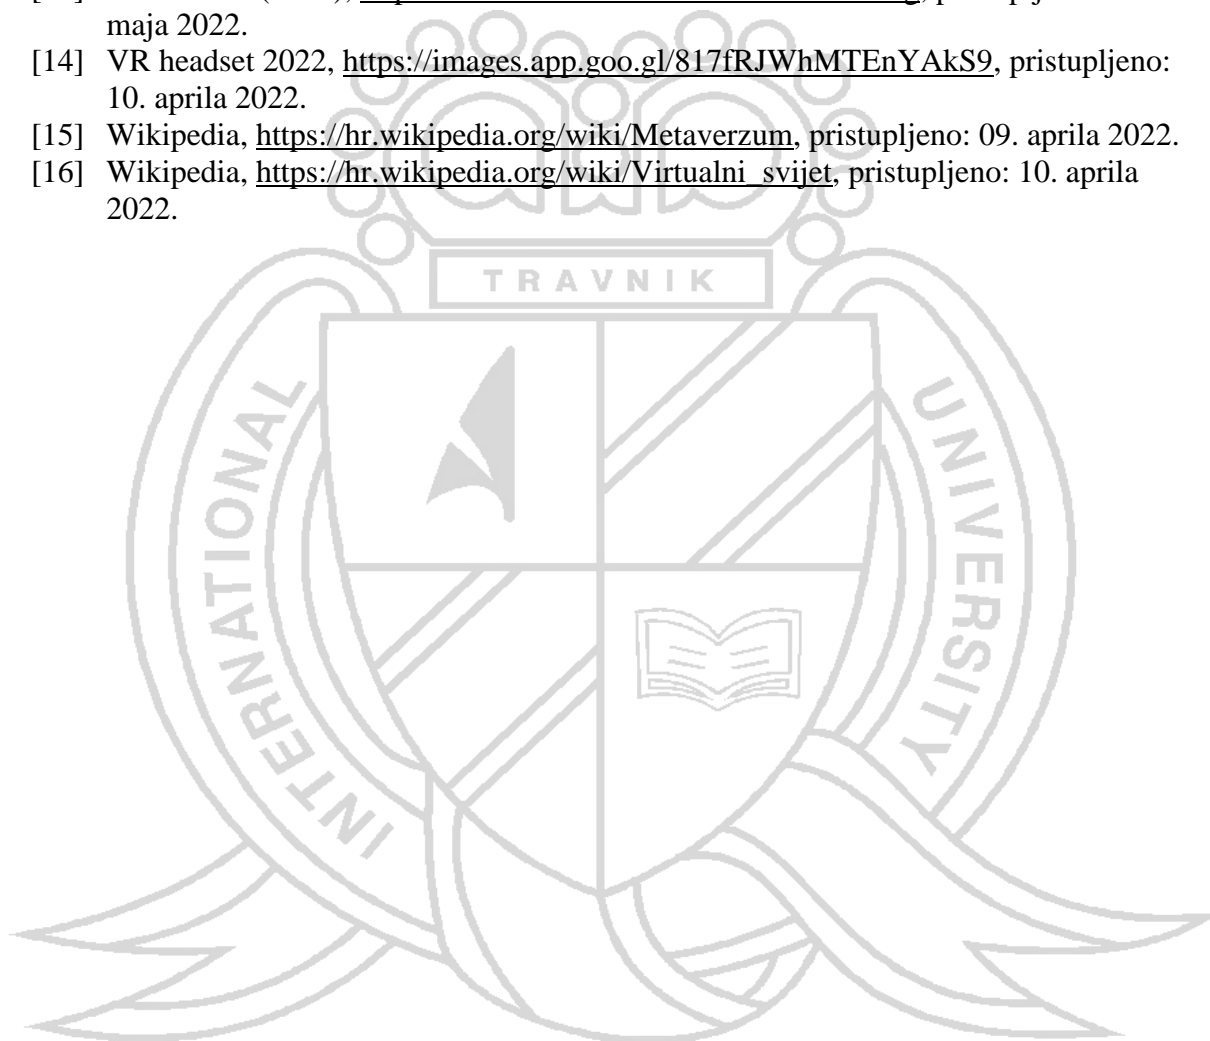 maja 2022.
[14] VR headset 2022, https://images.app.goo.gl/817fRJWhMTEnYAkS9, pristupljeno:
10. aprila 2022.
[15] Wikipedia, https://hr.wikipedia.org/wiki/Metaverzum, pristupljeno: 09. aprila 2022.
[16] Wikipedia, https://hr.wikipedia.org/wiki/Virtualni_svijet, pristupljeno: 10. aprila
2022.
TRAVNIK
INTERNATIONAL
UNIVERSITY